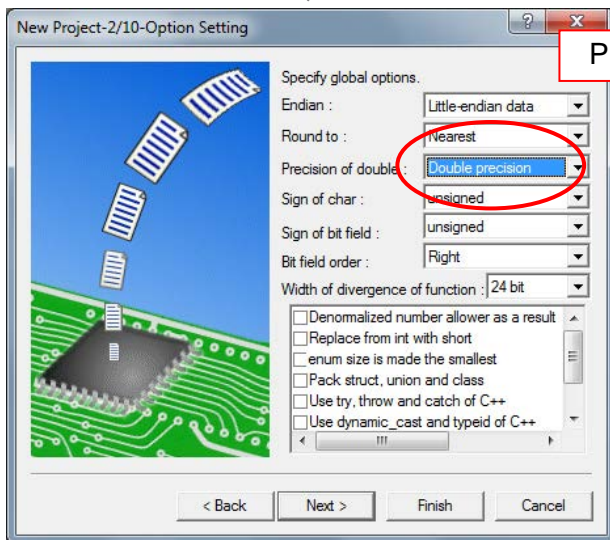 New Project-2/10-Option Setting
P
Specify global options.
Endian : Little-endian data
Round to : Nearest
Precision of double : Double precision
Sign of char : unsigned
Sign of bit field : unsigned
Bit field order : Right
Width of divergence of function : 24 bit
Denormalized number allower as a result
Replace from int with short
enum size is made the smallest
Pack struct, union and class
Use try, throw and catch of C++
Use dynamic_cast and typeid of C++
< Back Next > Finish Cancel